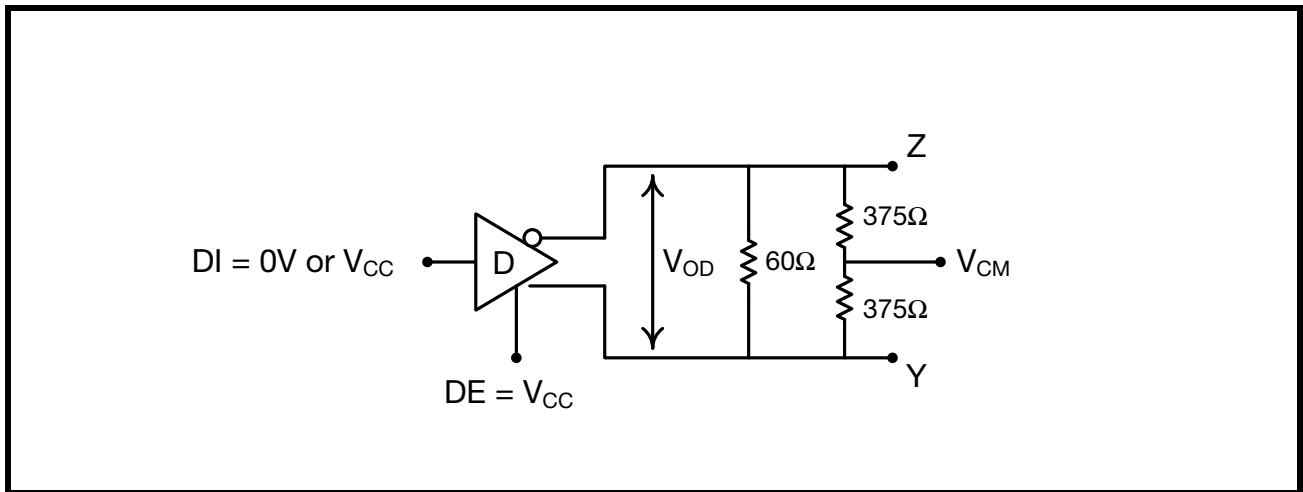 Z
375Ω
DI = 0V or VCC
D
VOD
60Ω
VCM
375Ω
DE = VCC
Y